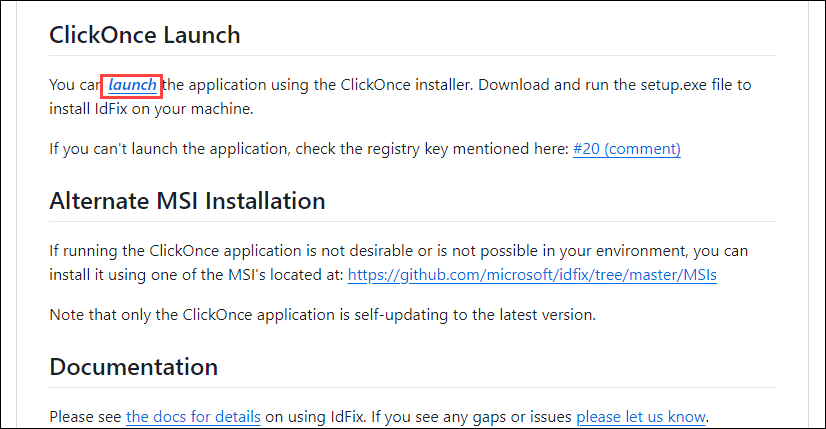 ClickOnce Launch
You can launch the application using the ClickOnce installer. Download and run the setup.exe file to
install IdFix on your machine.
If you can't launch the application, check the registry key mentioned here: #20 (comment)
Alternate MSI Installation
If running the ClickOnce application is not desirable or is not possible in your environment, you can
install it using one of the MSI's located at: https://github.com/microsoft/idfix/tree/master/MSIs
Note that only the ClickOnce application is self-updating to the latest version.
Documentation
Please see the docs for details on using IdFix. If you see any gaps or issues please let us know.